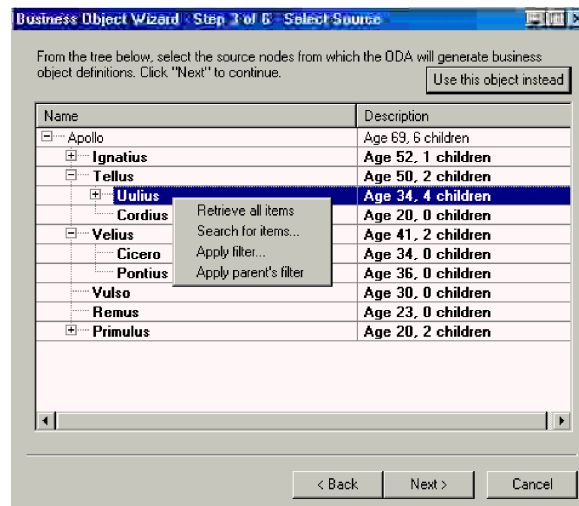 Business Object Wizard - Step 3 of 6 - Select Source
From the tree below, select the source nodes from which the ODA will generate business
object definitions. Click "Next" to continue.
Use this object instead
Name Description
Apollo Age 69, 6 children
Ignatius Age 52, 1 children
Tellus Age 50, 2 children
Uulius Age 34, 4 children
Cordius Age 20, 0 children
Velius Age 41, 2 children
Cicero Age 34, 0 children
Pontius Age 36, 0 children
Vulso Age 30, 0 children
Remus Age 23, 0 children
Primulus Age 20, 2 children
Retrieve all items
Search for items...
Apply filter...
Apply parent's filter
< Back Next > Cancel